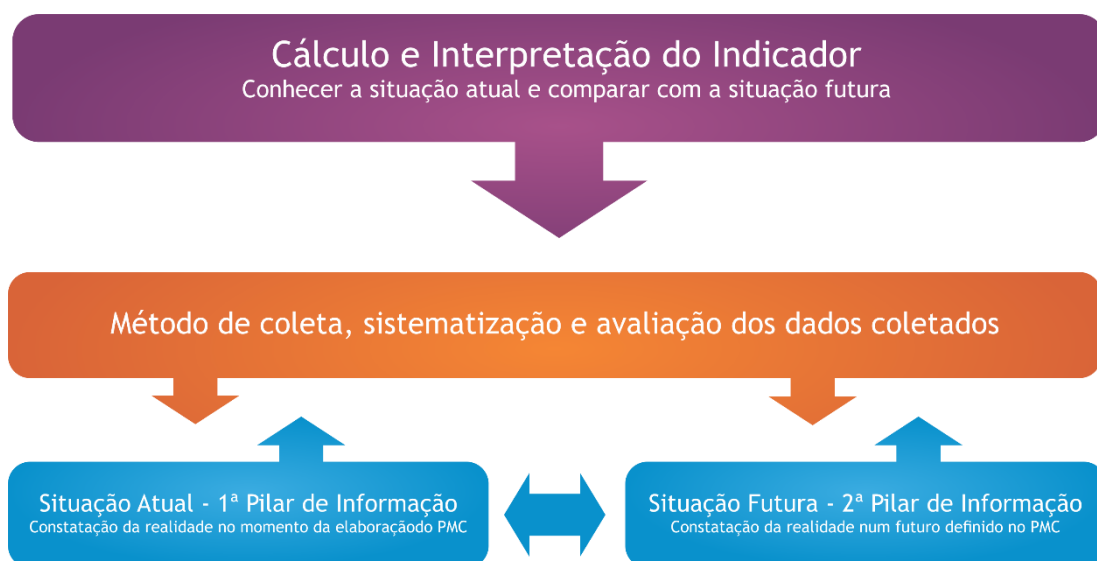 Cálculo e Interpretação do Indicador
Conhecer a situação atual e comparar com a situação futura
Método de coleta, sistematização e avaliação dos dados coletados
Situação Atual - 1ª Pilar de Informação
Constatação da realidade no momento da elaboraçãodo PMC
Situação Futura - 2ª Pilar de Informação
Constatação da realidade num futuro definido no PMC